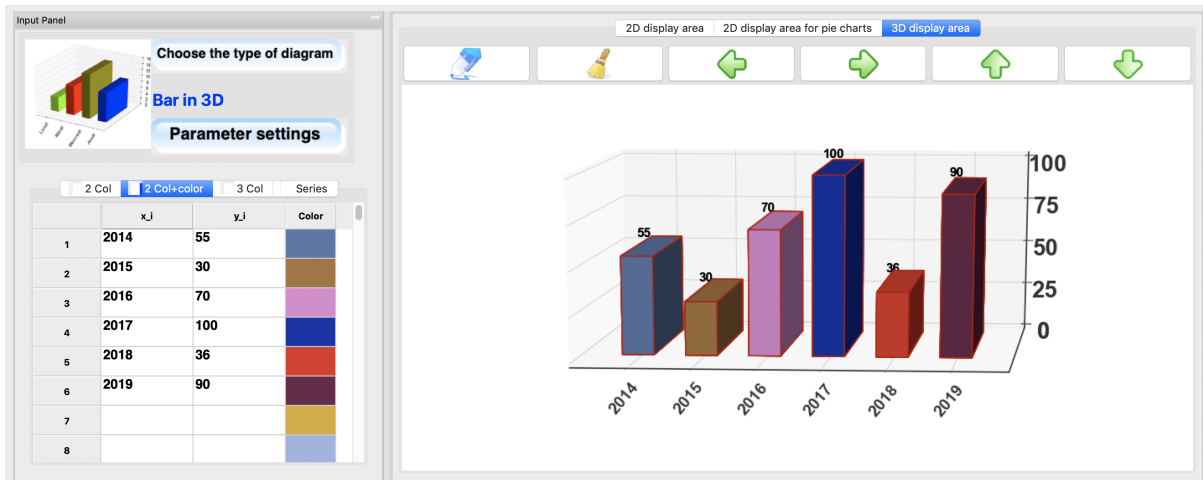 Input Panel
Choose the type of diagram
Bar in 3D
Parameter settings
2 Col 2 Col+color 3 Col Series
x_i y_i Color
1 2014 55
2 2015 30
3 2016 70
4 2017 100
5 2018 36
6 2019 90
7
8
2D display area 2D display area for pie charts 3D display area
100
90
70
55
36
30
100
75
50
25
0
2014 2015 2016 2017 2018 2019